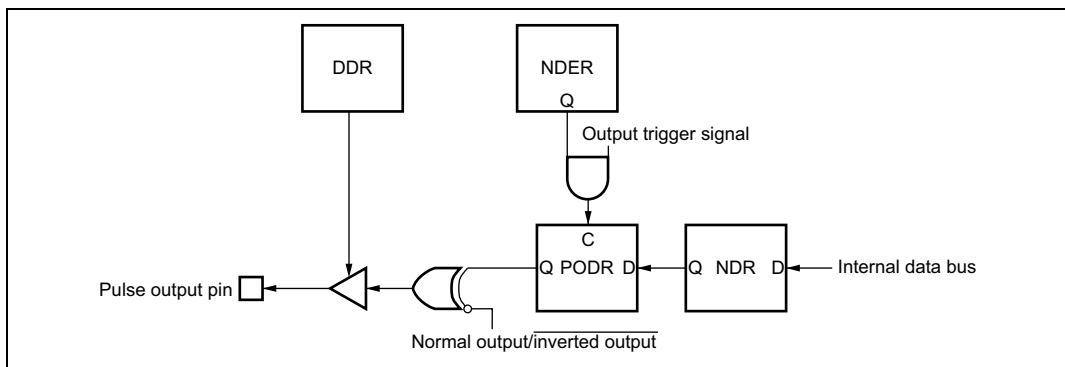 DDR
NDER
Q
Output trigger signal
C
Q PODR D
Q NDR D
Internal data bus
Pulse output pin
Normal output/inverted output